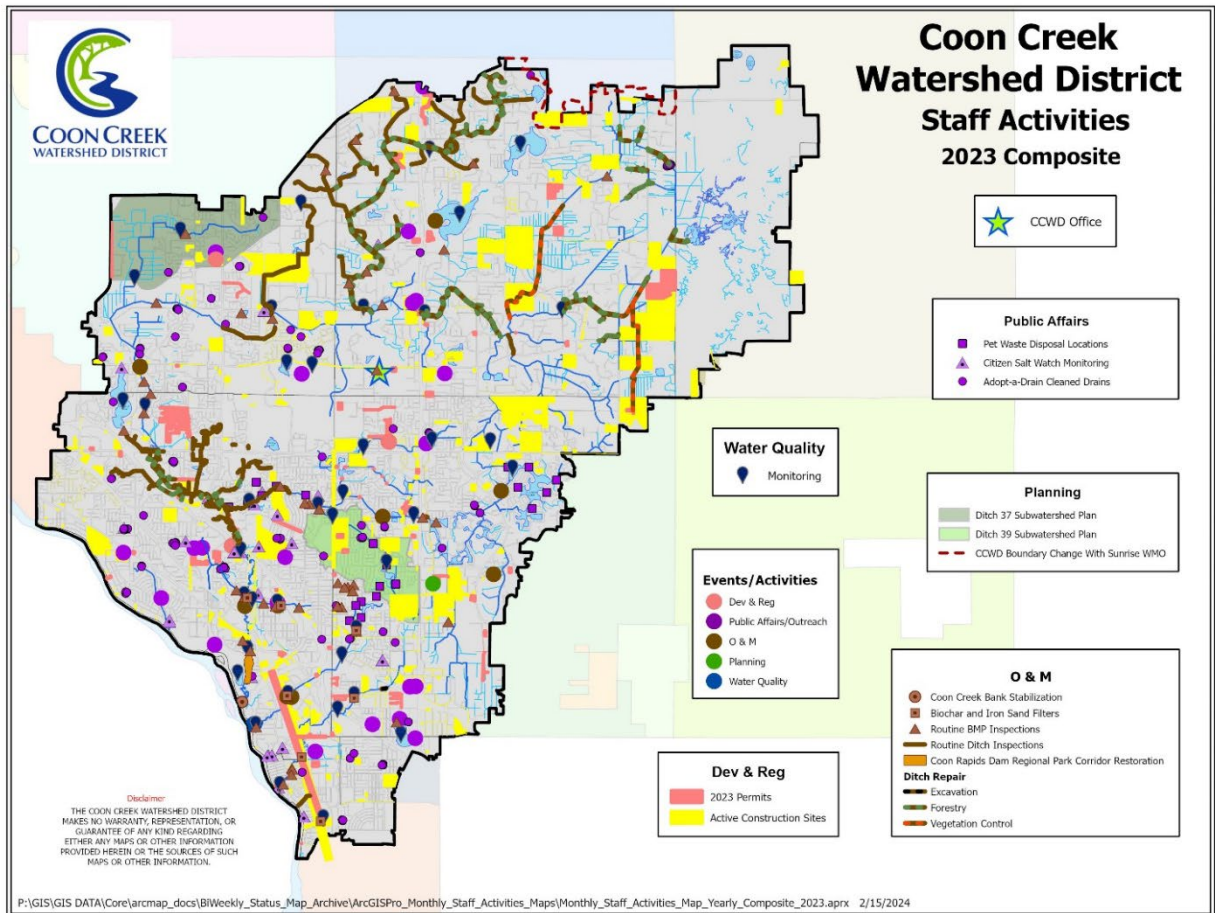 COON CREEK
WATERSHED DISTRICT
Coon Creek
Watershed District
Staff Activities
2023 Composite
CCWD Office
Public Affairs
Pet Waste Disposal Locations
Citizen Salt Watch Monitoring
Adopt-a-Drain Cleaned Drains
Water Quality
Monitoring
Planning
Ditch 37 Subwatershed Plan
Ditch 39 Subwatershed Plan
CCWD Boundary Change With Sunrise WMO
Events/Activities
Dev & Reg
Public Affairs/Outreach
O & M
Planning
Water Quality
O & M
Coon Creek Bank Stabilization
Biochar and Iron Sand Filters
Routine BMP Inspections
Routine Ditch Inspections
Coon Rapids Dam Regional Park Corridor Restoration
Ditch Repair
Excavation
Forestry
Vegetation Control
Dev & Reg
2023 Permits
Active Construction Sites
Disclaimer
THE COON CREEK WATERSHED DISTRICT
MAKES NO WARRANTY, REPRESENTATION, OR
GUARANTEE OF ANY KIND REGARDING
EITHER ANY MAPS OR OTHER INFORMATION
PROVIDED HEREIN OR THE SOURCES OF SUCH
MAPS OR OTHER INFORMATION.
P:\GIS\GIS DATA\Core\arcmap_docs\BiWeekly_Status_Map_Archive\ArcGISPro_Monthly_Staff_Activities_Maps\Monthly_Staff_Activities_Map_Yearly_Composite_2023.aprx 2/15/2024